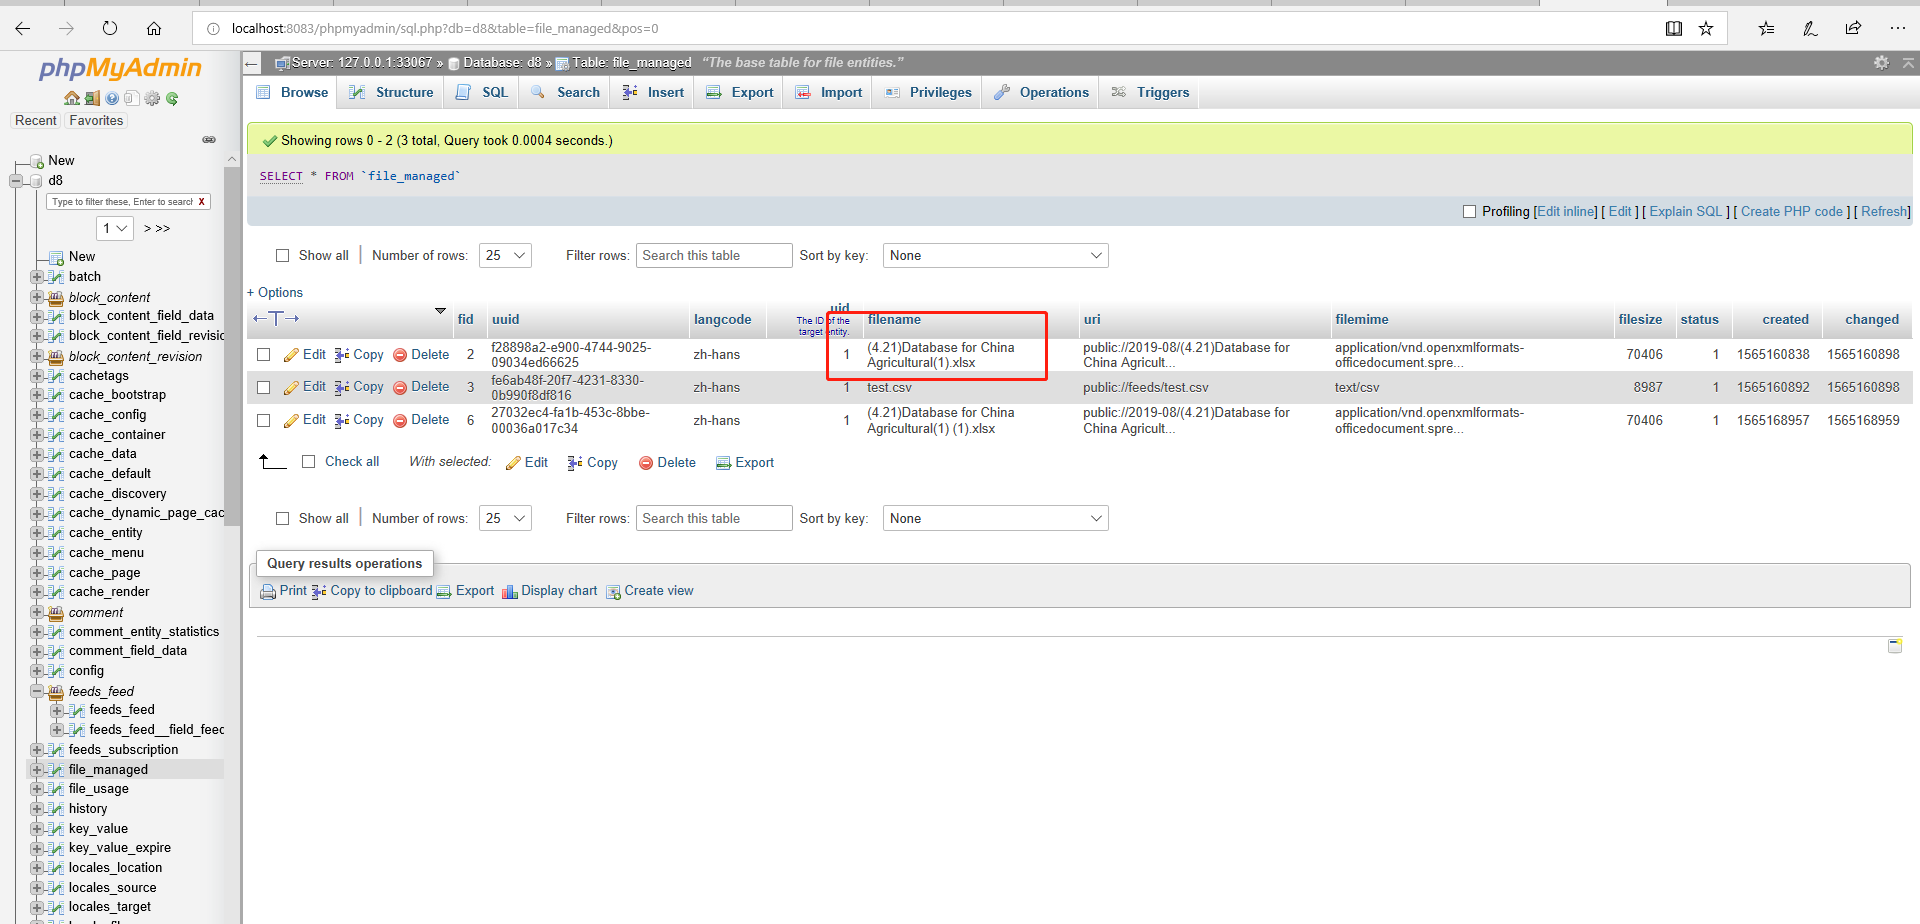 localhost:8083/phpmyadmin/sql.php?db=d8&table=file_managed&pos=0
phpMyAdmin
Server: 127.0.0.1:33067 » Database: d8 » Table: file_managed "The base table for file entities."
Browse Structure SQL Search Insert Export Import Privileges Operations Triggers
Recent Favorites
New
d8
Type to filter these, Enter to search X
1 > >>
New
batch
block_content
block_content_field_data
block_content_field_revisio
block_content_revision
cachetags
cache_bootstrap
cache_config
cache_container
cache_data
cache_default
cache_discovery
cache_dynamic_page_cac
cache_entity
cache_menu
cache_page
cache_render
comment
comment_entity_statistics
comment_field_data
config
feeds_feed
feeds_feed
feeds_feed__field_feed
feeds_subscription
file_managed
file_usage
history
key_value
key_value_expire
locales_location
locales_source
locales_target
Showing rows 0 - 2 (3 total, Query took 0.0004 seconds.)
SELECT * FROM `file_managed`
Profiling [Edit inline] [ Edit ] [ Explain SQL ] [ Create PHP code ] [ Refresh]
Show all Number of rows: 25 Filter rows: Search this table Sort by key: None
+ Options
←T→ fid uuid langcode uid The ID of the target entity. filename uri filemime filesize status created changed
Edit Copy Delete 2 f28898a2-e900-4744-9025-09034ed66625 zh-hans 1 (4.21)Database for China Agricultural(1).xlsx public://2019-08/(4.21)Database for China Agricult... application/vnd.openxmlformats-officedocument.spre... 70406 1 1565160838 1565160898
Edit Copy Delete 3 fe6ab48f-20f7-4231-8330-0b990f8df816 zh-hans 1 test.csv public://feeds/test.csv text/csv 8987 1 1565160892 1565160898
Edit Copy Delete 6 27032ec4-fa1b-453c-8bbe-00036a017c34 zh-hans 1 (4.21)Database for China Agricultural(1) (1).xlsx public://2019-08/(4.21)Database for China Agricult... application/vnd.openxmlformats-officedocument.spre... 70406 1 1565168957 1565168959
Check all With selected: Edit Copy Delete Export
Show all Number of rows: 25 Filter rows: Search this table Sort by key: None
Query results operations
Print Copy to clipboard Export Display chart Create view